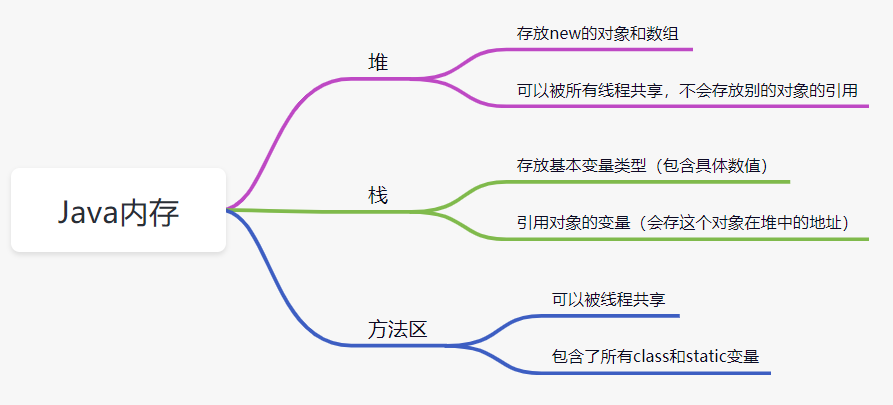 Java内存
堆
存放new的对象和数组
可以被所有线程共享，不会存放别的对象的引用
栈
存放基本变量类型（包含具体数值）
引用对象的变量（会存这个对象在堆中的地址）
方法区
可以被线程共享
包含了所有class和static变量